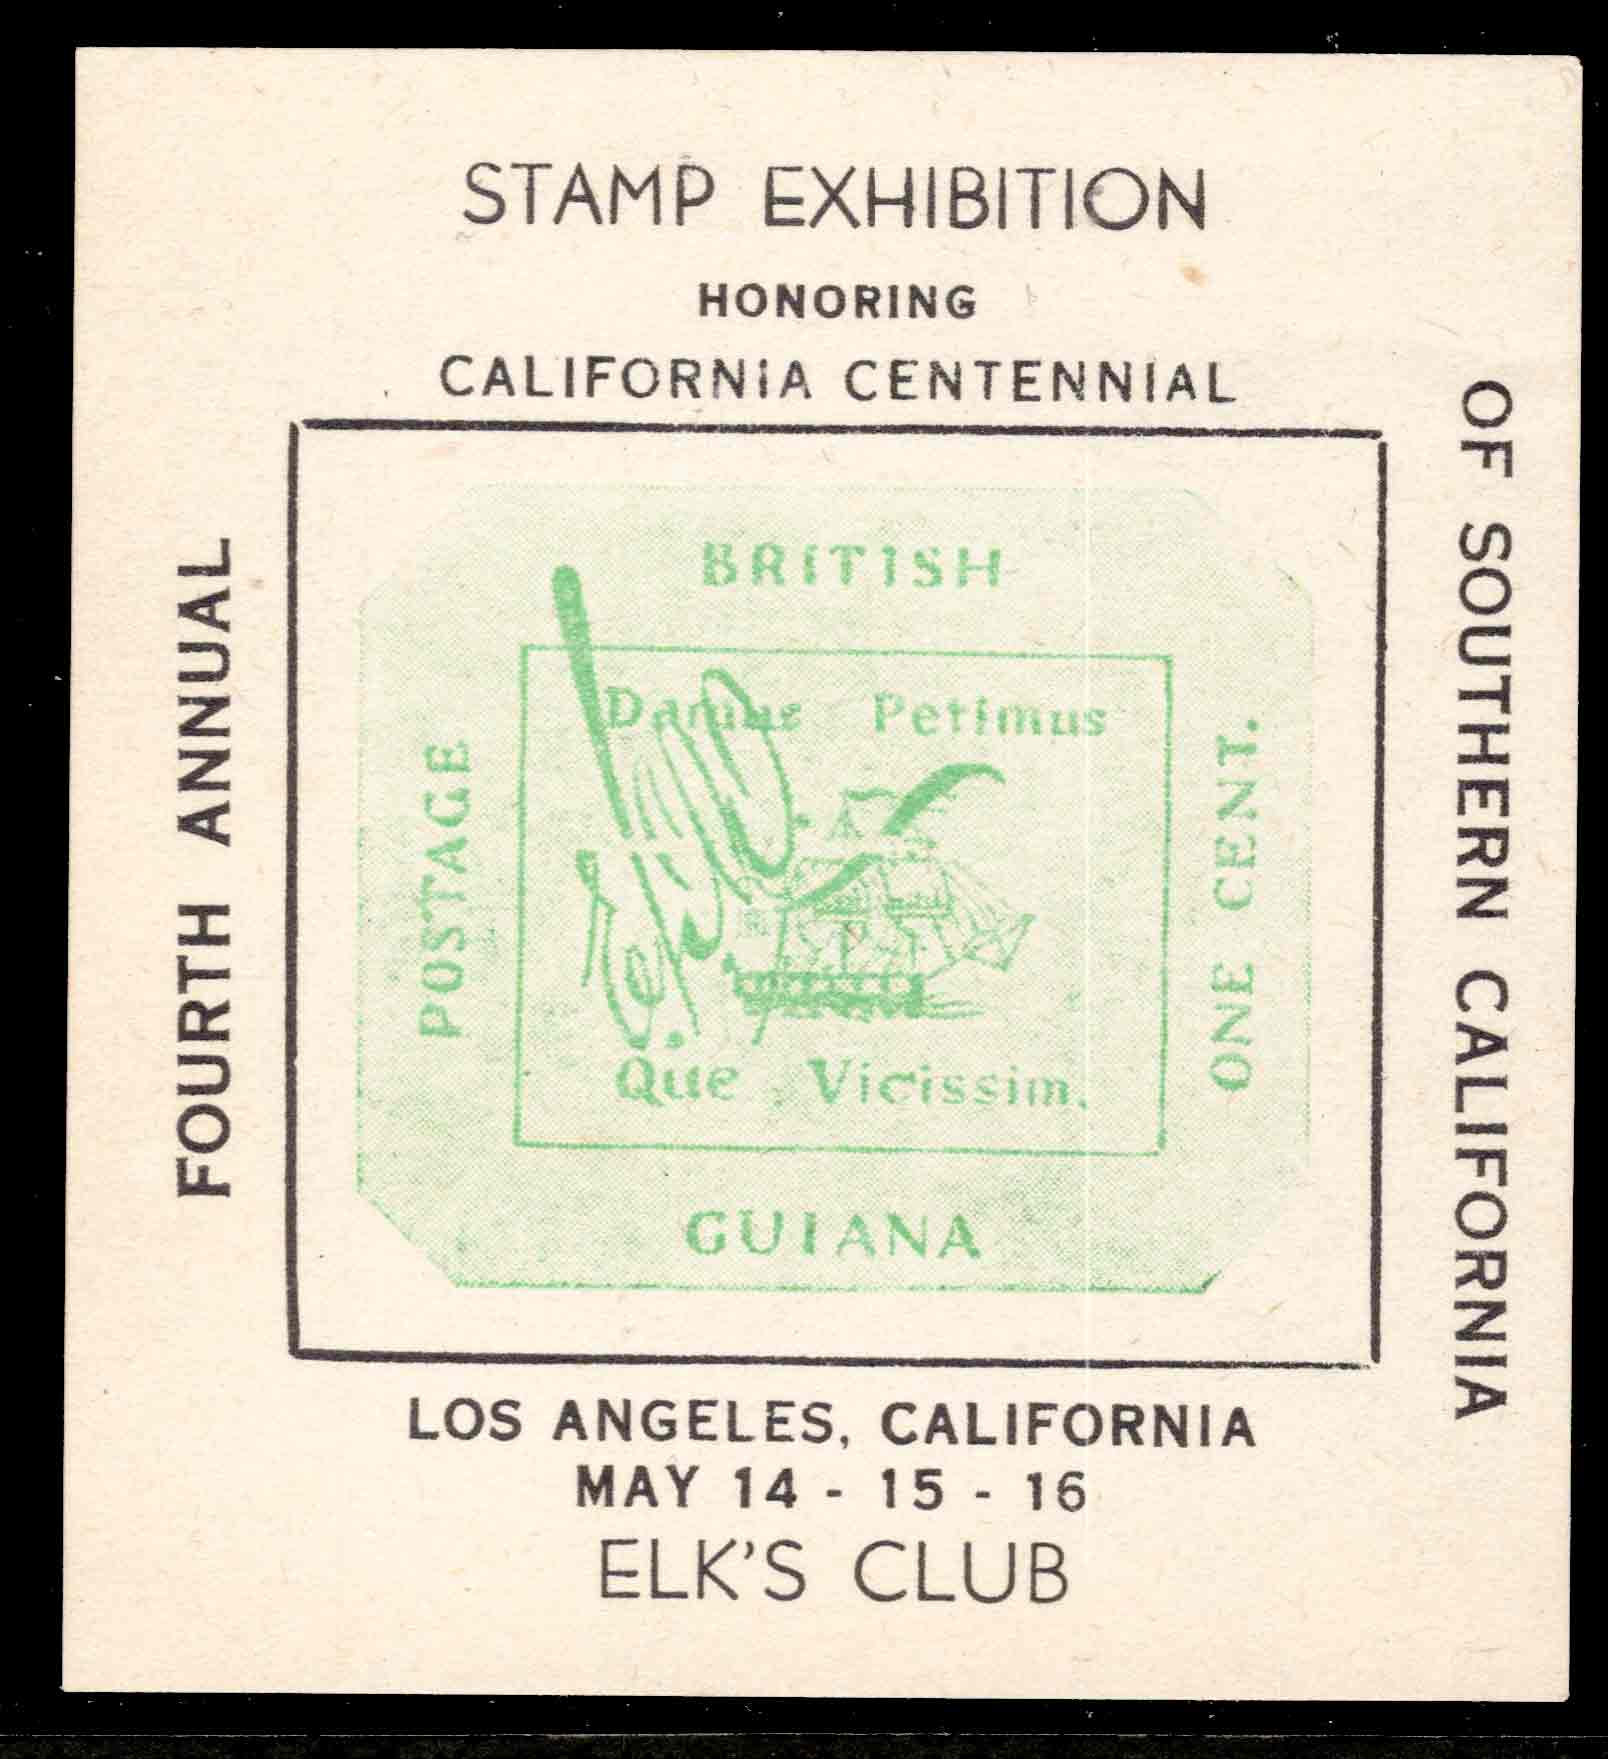 STAMP EXHIBITION
HONORING
CALIFORNIA CENTENNIAL
FOURTH ANNUAL
OF SOUTHERN CALIFORNIA
BRITISH
Damus Petimus
POSTAGE
ONE CENT.
Que Vicissim.
GUIANA
LOS ANGELES, CALIFORNIA
MAY 14 - 15 - 16
ELK'S CLUB